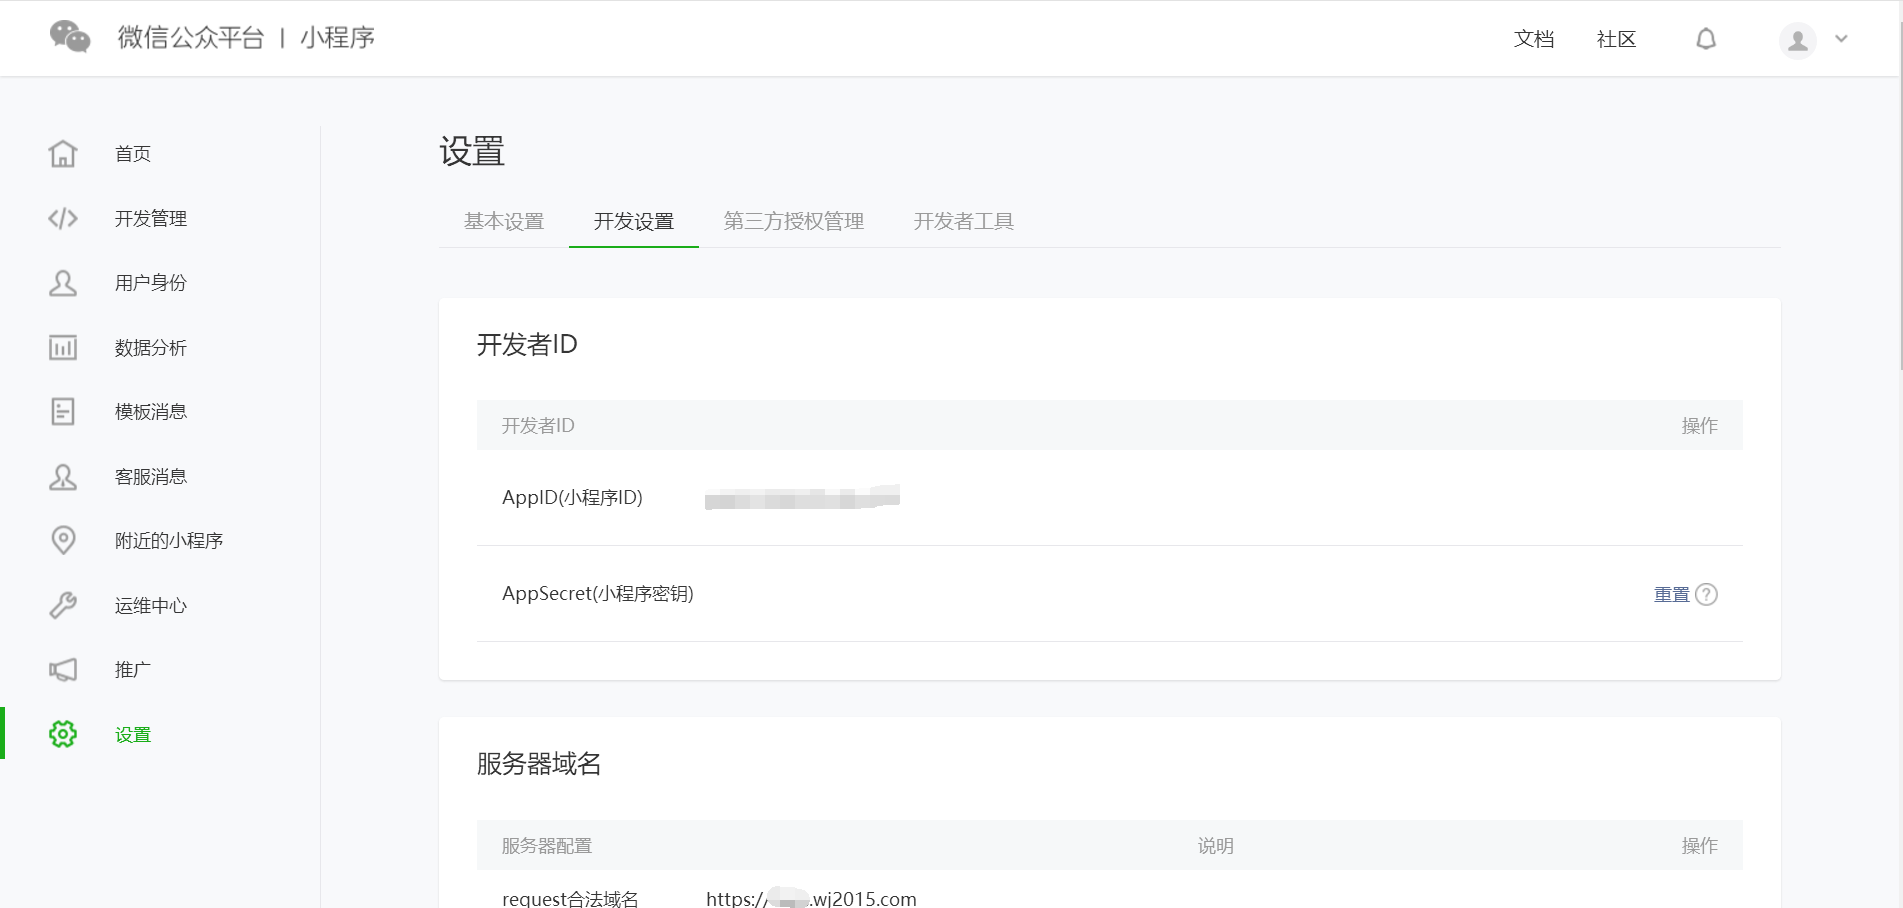 微信公众平台 | 小程序
文档
社区
首页
开发管理
用户身份
数据分析
模板消息
客服消息
附近的小程序
运维中心
推广
设置
设置
基本设置
开发设置
第三方授权管理
开发者工具
开发者ID
开发者ID
操作
AppID(小程序ID)
AppSecret(小程序密钥)
重置
服务器域名
服务器配置
说明
操作
request合法域名
https:// .wj2015.com